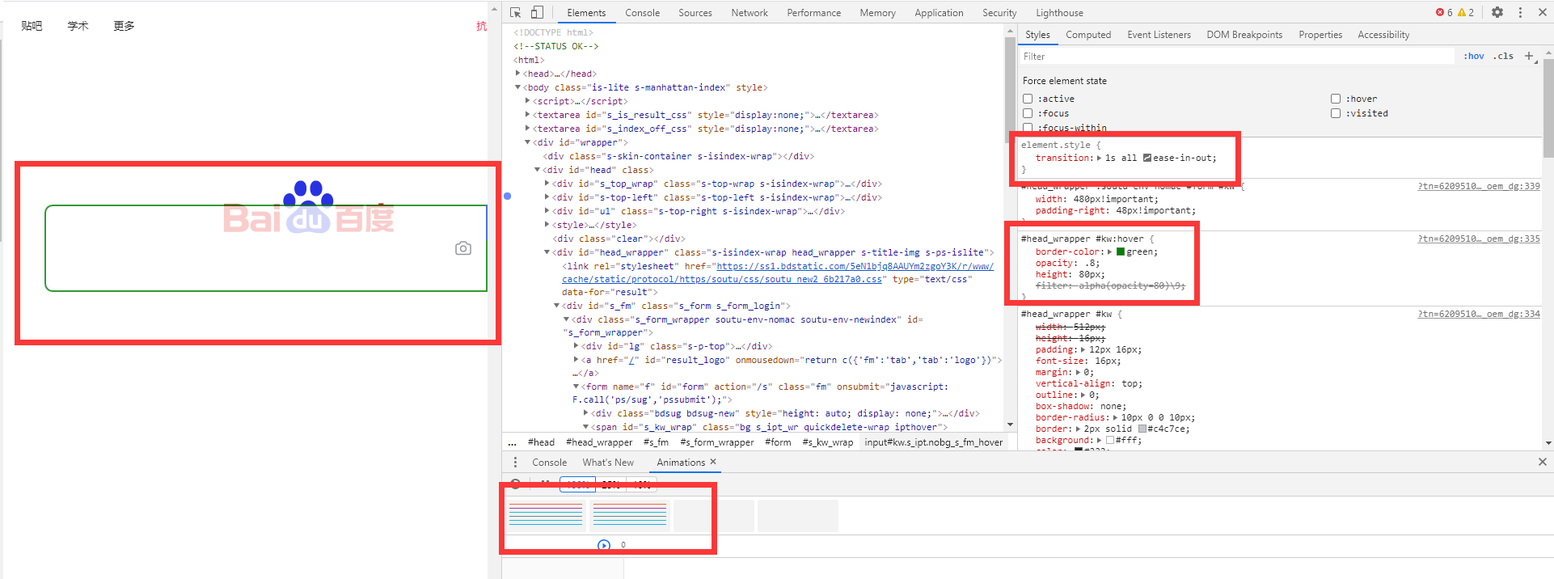 贴吧 学术 更多 抗
Bai du 百度
Elements Console Sources Network Performance Memory Application Security Lighthouse 6 2
<!DOCTYPE html>
<!--STATUS OK-->
<html>
<head>…</head>
<body class="is-lite s-manhattan-index" style>
<script>…</script>
<textarea id="s_is_result_css" style="display:none;">…</textarea>
<textarea id="s_index_off_css" style="display:none;">…</textarea>
<div id="wrapper">
<div class="s-skin-container s-isindex-wrap"></div>
<div id="head" class>
<div id="s_top_wrap" class="s-top-wrap s-isindex-wrap">…</div>
<div id="s-top-left" class="s-top-left s-isindex-wrap">…</div>
<div id="ul" class="s-top-right s-isindex-wrap">…</div>
<style>…</style>
<div class="clear"></div>
<div id="head_wrapper" class="s-isindex-wrap head_wrapper s-title-img s-ps-islite">
<link rel="stylesheet" href="https://ss1.bdstatic.com/5eN1bjq8AAUYm2zgoY3K/r/www/
cache/static/protocol/https/soutu/css/soutu_new2_6b217a0.css" type="text/css"
data-for="result">
<div id="s_fm" class="s_form s_form_login">
<div class="s_form_wrapper soutu-env-nomac soutu-env-newindex" id=
"s_form_wrapper">
<div id="lg" class="s-p-top">…</div>
<a href="/" id="result_logo" onmousedown="return c({'fm':'tab','tab':'logo'})">
…</a>
<form name="f" id="form" action="/s" class="fm" onsubmit="javascript:
F.call('ps/sug','pssubmit');">
<div class="bdsug bdsug-new" style="height: auto; display: none;">…</div>
<span id="s_kw_wrap" class="bg s_ipt_wr quickdelete-wrap ipthover">
... #head #head_wrapper #s_fm #s_form_wrapper #form #s_kw_wrap input#kw.s_ipt.nobg_s_fm_hover
Styles Computed Event Listeners DOM Breakpoints Properties Accessibility
Filter :hov .cls +
Force element state
:active :hover
:focus :visited
:focus-within
element.style {
transition: 1s all ease-in-out;
}
#head_wrapper .soutu-env-nomac #form #kw { ?tn=6209510…_oem_dg:339
width: 480px!important;
padding-right: 48px!important;
}
#head_wrapper #kw:hover { ?tn=6209510…_oem_dg:335
border-color: green;
opacity: .8;
height: 80px;
filter: alpha(opacity=80)\9;
}
#head_wrapper #kw { ?tn=6209510…_oem_dg:334
width: 512px;
height: 16px;
padding: 12px 16px;
font-size: 16px;
margin: 0;
vertical-align: top;
outline: 0;
box-shadow: none;
border-radius: 10px 0 0 10px;
border: 2px solid #c4c7ce;
background: #fff;
color: #222;
Console What's New Animations
100% 25% 10%
0